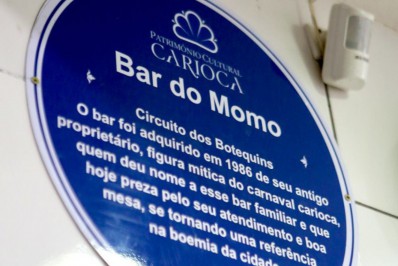 PATRIMÔNIO CULTURAL
CARIOCA
Bar do Momo
Circuito dos Botequins
O bar foi adquirido em 1986 de seu antigo
proprietário, figura mítica do carnaval carioca,
quem deu nome a esse bar familiar e que
hoje preza pelo seu atendimento e boa
mesa, se tornando uma referência
na boemia da cidade